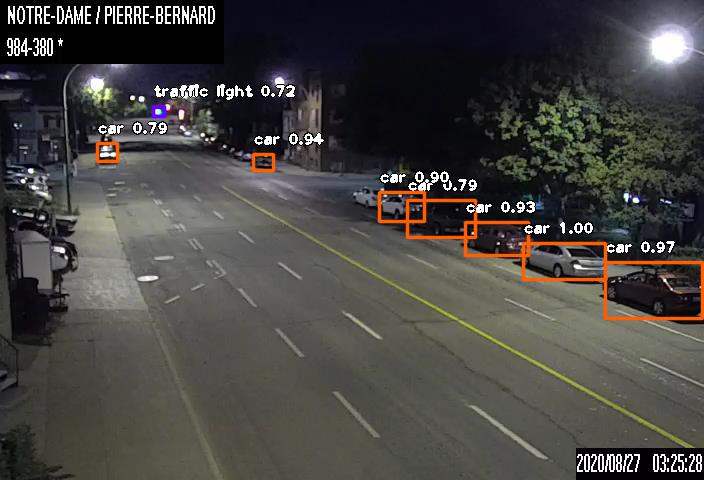 NOTRE-DAME / PIERRE-BERNARD
984-380 *
traffic light 0.72
car 0.79
car 0.94
car 0.90
car 0.79
car 0.93
car 1.00
car 0.97
2020/08/27 03:25:28